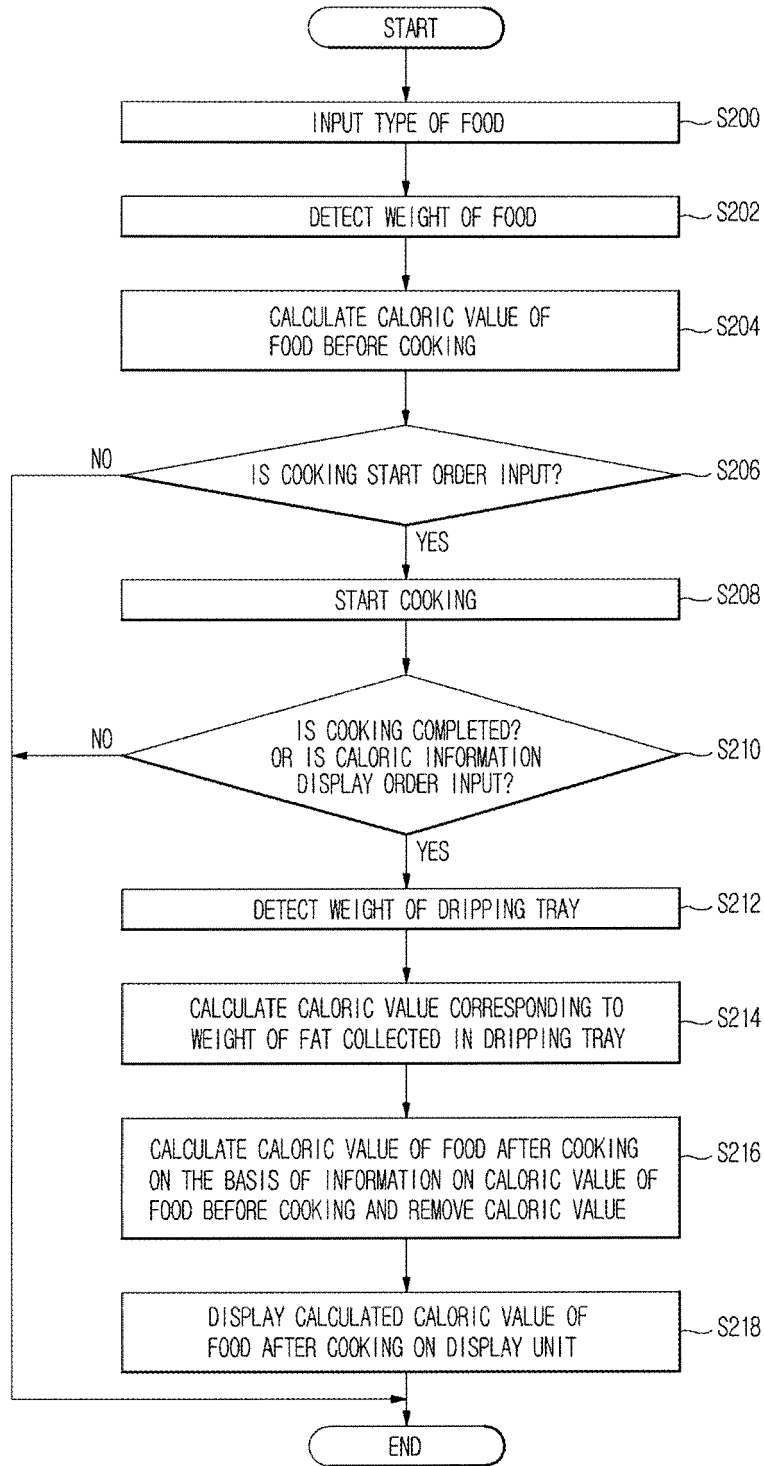 START
INPUT TYPE OF FOOD
S200
DETECT WEIGHT OF FOOD
S202
CALCULATE CALORIC VALUE OF
FOOD BEFORE COOKING
S204
IS COOKING START ORDER INPUT?
S206
NO
YES
START COOKING
S208
IS COOKING COMPLETED?
OR IS CALORIC INFORMATION
DISPLAY ORDER INPUT?
S210
NO
YES
DETECT WEIGHT OF DRIPPING TRAY
S212
CALCULATE CALORIC VALUE CORRESPONDING TO
WEIGHT OF FAT COLLECTED IN DRIPPING TRAY
S214
CALCULATE CALORIC VALUE OF FOOD AFTER COOKING
ON THE BASIS OF INFORMATION ON CALORIC VALUE OF
FOOD BEFORE COOKING AND REMOVE CALORIC VALUE
S216
DISPLAY CALCULATED CALORIC VALUE OF
FOOD AFTER COOKING ON DISPLAY UNIT
S218
END